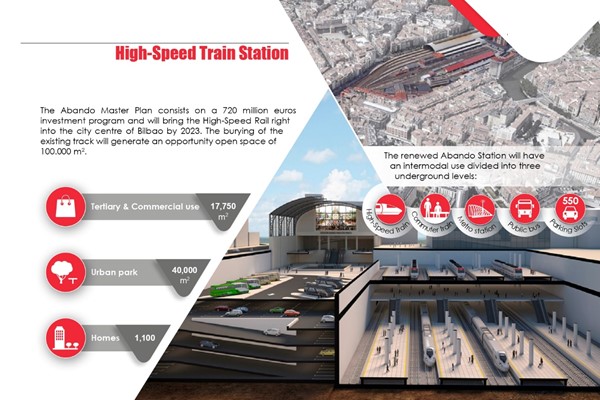 High-Speed Train Station
The Abando Master Plan consists on a 720 million euros
investment program and will bring the High-Speed Rail right
into the city centre of Bilbao by 2023. The burying of the
existing track will generate an opportunity open space of
100.000 m².
The renewed Abando Station will have
an intermodal use divided into three
underground levels:
High-Speed Train
Commuter train
Metro station
Public bus
550
Parking Slots
Tertiary & Commercial use 17,750
m²
Urban park 40,000
m²
Homes 1,100